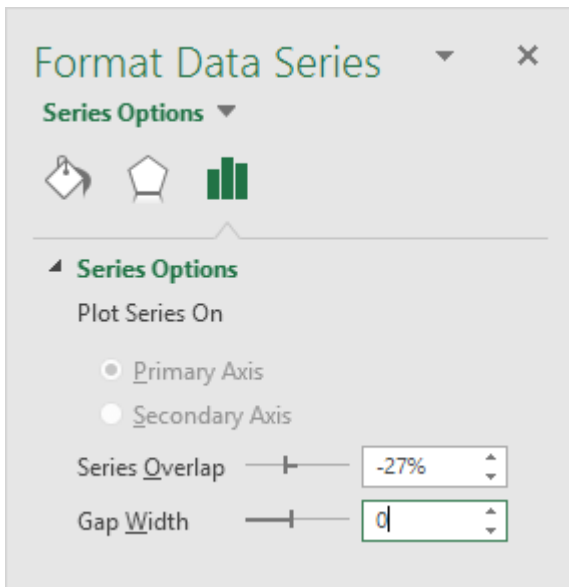 Format Data Series
Series Options
Series Options
Plot Series On
Primary Axis
Secondary Axis
Series Overlap -27%
Gap Width 0